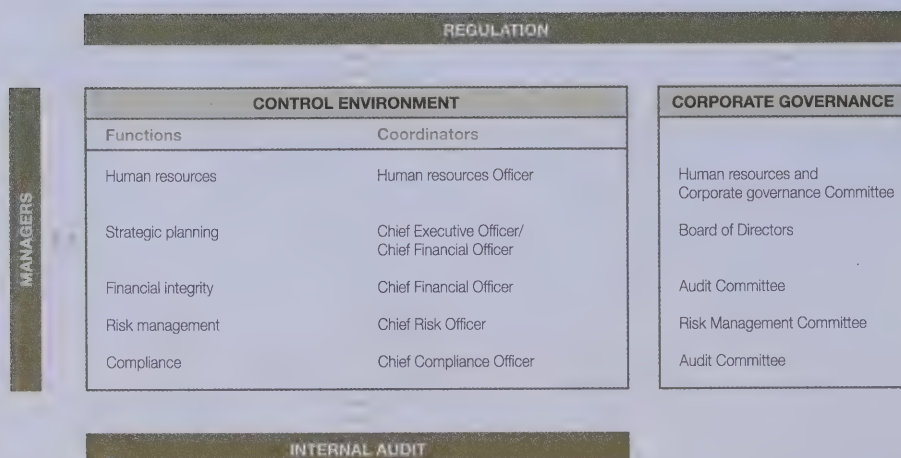 REGULATION
MANAGERS
CONTROL ENVIRONMENT
Functions Coordinators
Human resources Human resources Officer
Strategic planning Chief Executive Officer/
Chief Financial Officer
Financial integrity Chief Financial Officer
Risk management Chief Risk Officer
Compliance Chief Compliance Officer
CORPORATE GOVERNANCE
Human resources and
Corporate governance Committee
Board of Directors
Audit Committee
Risk Management Committee
Audit Committee
INTERNAL AUDIT